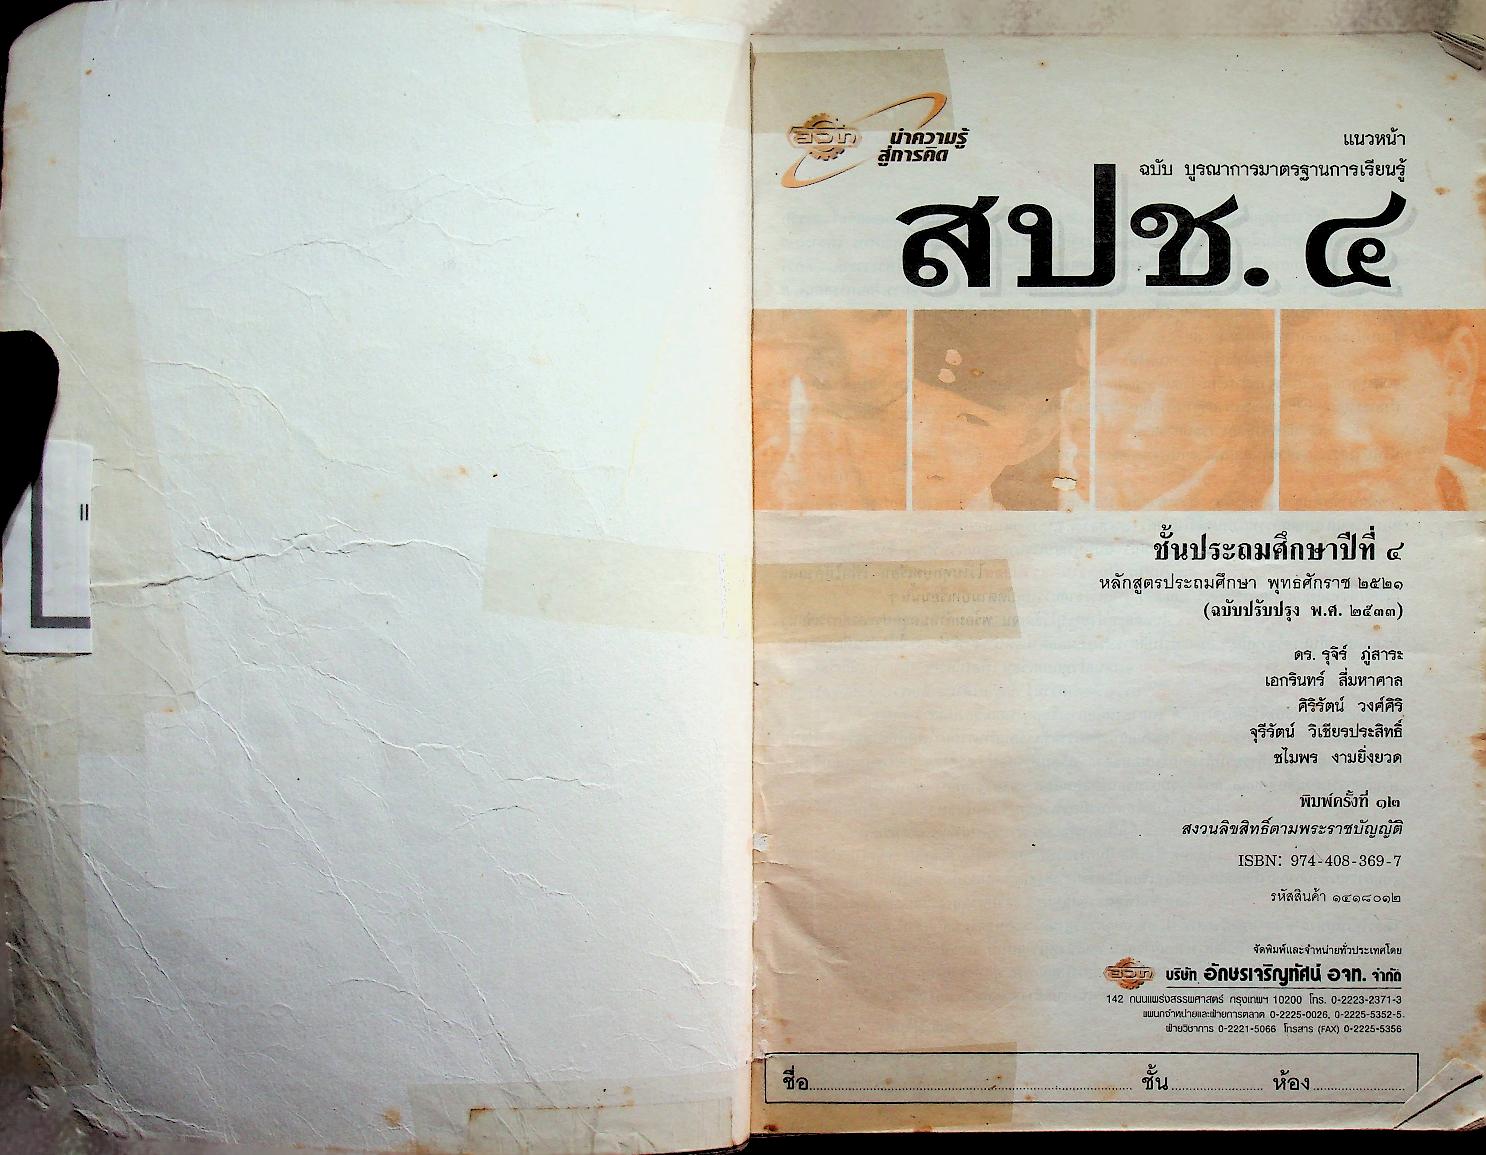 อจท
นำความรู้
สู่การคิด
แนวหน้า
ฉบับ บูรณาการมาตรฐานการเรียนรู้
สปช. ๔
ชั้นประถมศึกษาปีที่ ๔
หลักสูตรประถมศึกษา พุทธศักราช ๒๕๒๑
(ฉบับปรับปรุง พ.ศ. ๒๕๓๓)
ดร. รุจิร์ ภู่สาระ
เอกรินทร์ สี่มหาศาล
ศิริรัตน์ วงศ์ศิริ
จุรีรัตน์ วิเชียรประสิทธิ์
ชไมพร งามยิ่งยวด
พิมพ์ครั้งที่ ๑๒
สงวนลิขสิทธิ์ตามพระราชบัญญัติ
ISBN: 974-408-369-7
รหัสสินค้า ๑๔๑๘๐๑๒
จัดพิมพ์และจำหน่ายทั่วประเทศโดย
อจท บริษัท อักษรเจริญทัศน์ อจท. จำกัด
142 ถนนแพร่งสรรพศาสตร์ กรุงเทพฯ 10200 โทร. 0-2223-2371-3
แผนกจำหน่ายและฝ่ายการตลาด 0-2225-0026, 0-2225-5352-5
ฝ่ายวิชาการ 0-2221-5066 โทรสาร (FAX) 0-2225-5356
ชื่อ........................ ชั้น............ ห้อง............